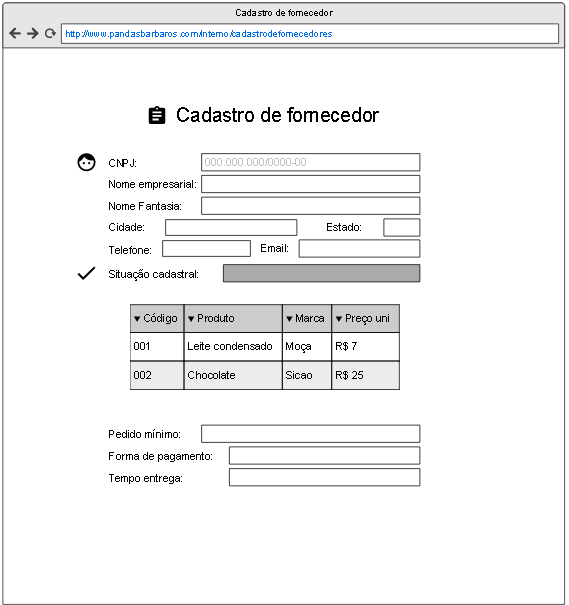 Cadastro de fornecedor
http://www.pandasbarbaros.com/interno/cadastrodefornecedores
Cadastro de fornecedor
CNPJ: 000.000.000/0000-00
Nome empresarial:
Nome Fantasia:
Cidade: Estado:
Telefone: Email:
Situação cadastral:
▼ Código ▼ Produto ▼ Marca ▼ Preço uni
001 Leite condensado Moça R$ 7
002 Chocolate Sicao R$ 25
Pedido mínimo:
Forma de pagamento:
Tempo entrega: